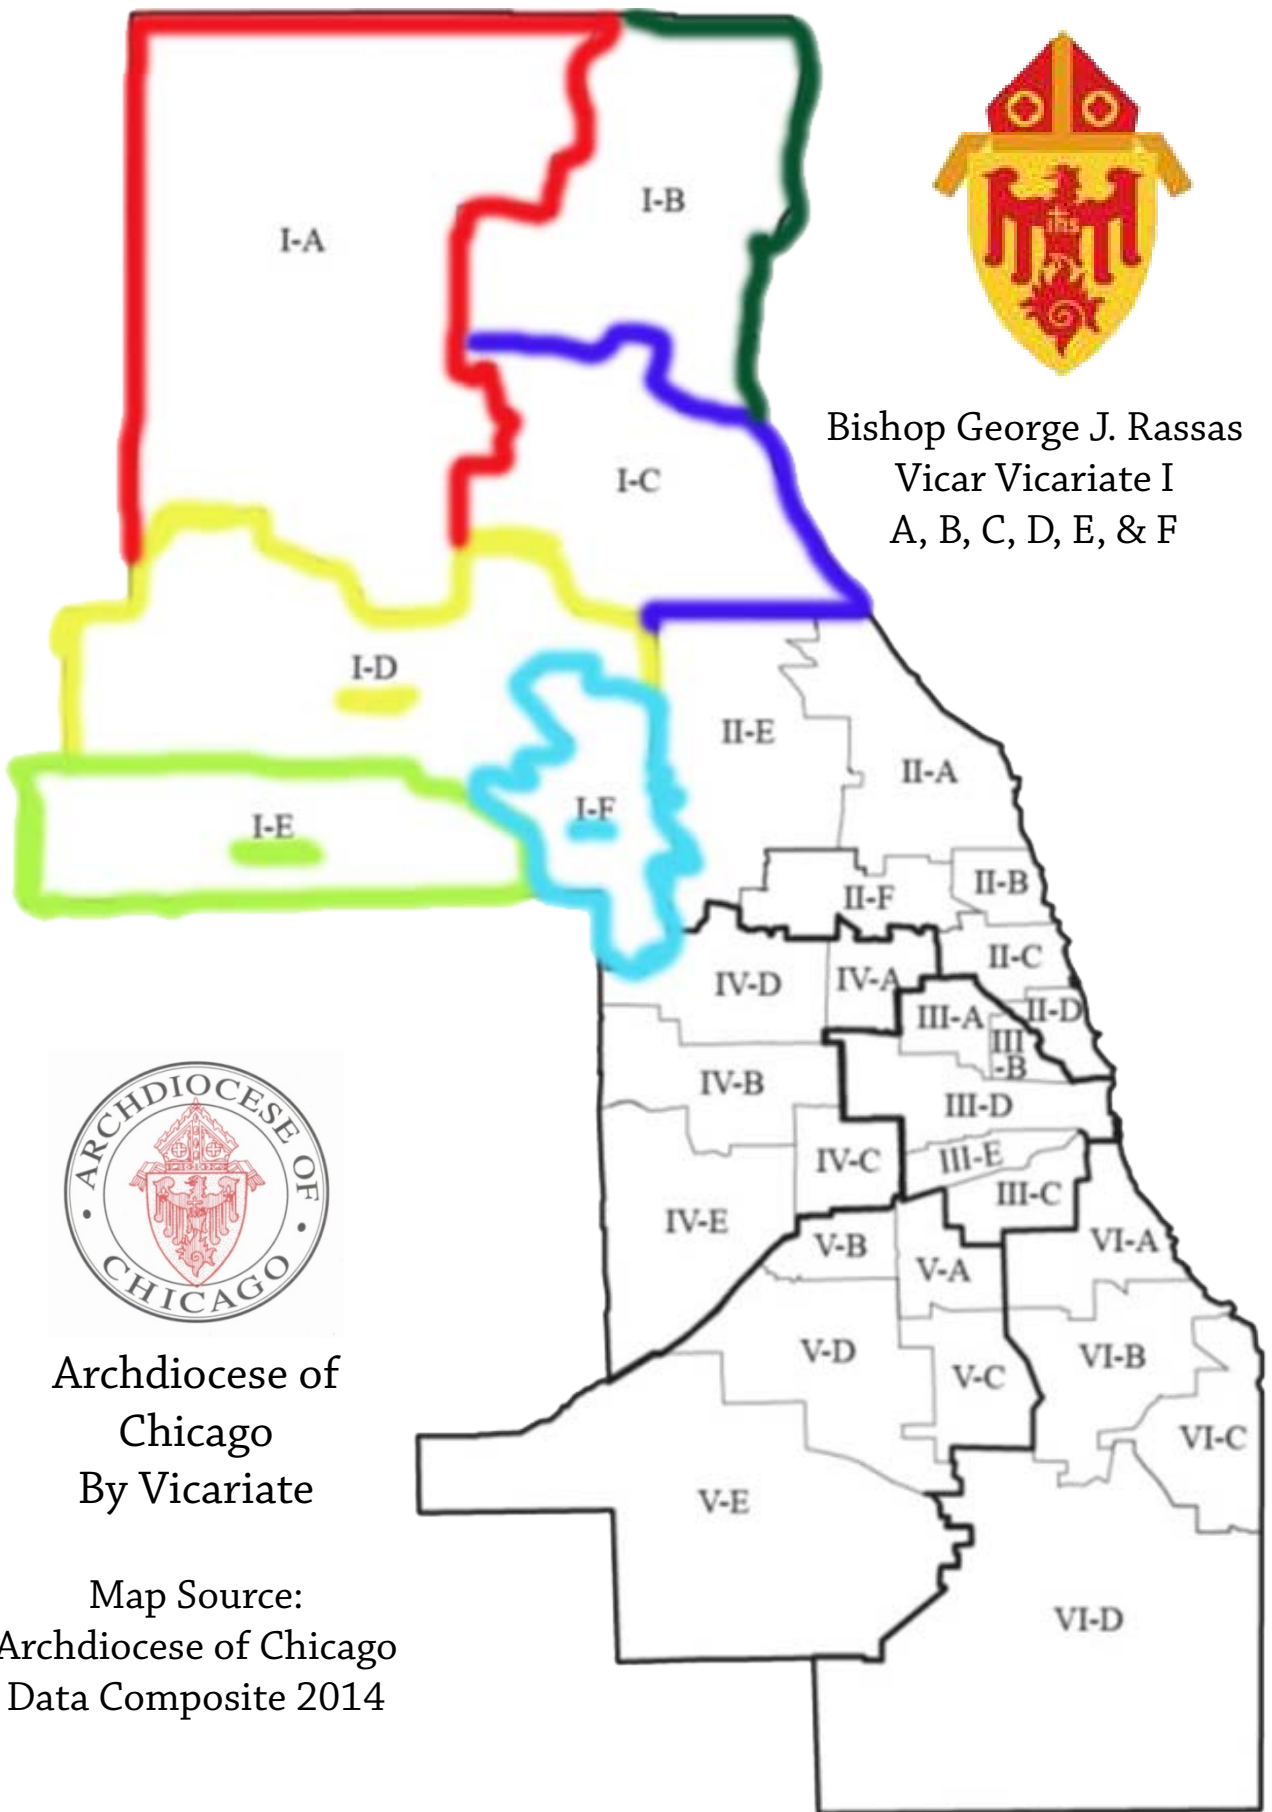 I-A
I-B
Bishop George J. Rassas
Vicar Vicariate I
A, B, C, D, E, & F
I-C
I-D
II-E
II-A
I-F
I-E
II-B
II-F
II-C
IV-D
IV-A
III-A
II-D
III
-B
IV-B
III-D
IV-C
III-E
III-C
IV-E
V-B
V-A
VI-A
V-D
V-C
VI-B
VI-C
V-E
VI-D
ihs
• ARCHDIOCESE OF •
CHICAGO
Archdiocese of
Chicago
By Vicariate
Map Source:
Archdiocese of Chicago
Data Composite 2014